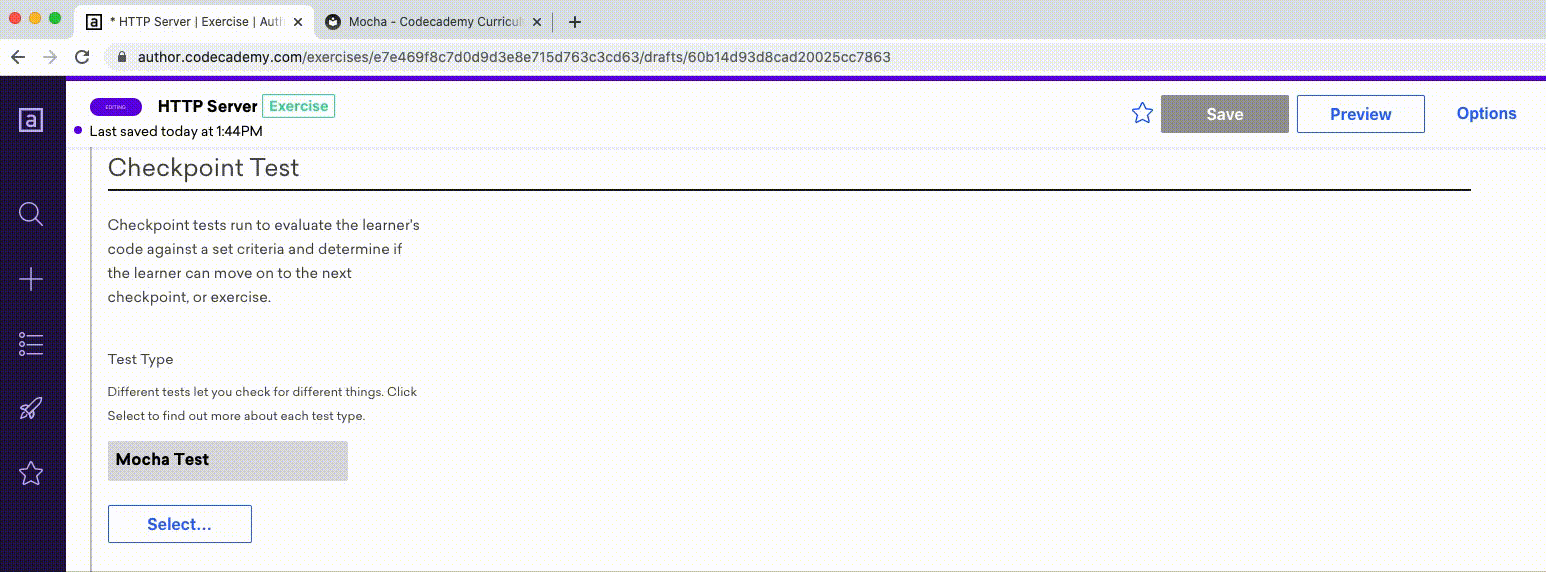 * HTTP Server | Exercise | Auth
Mocha - Codecademy Curricul
author.codecademy.com/exercises/e7e469f8c7d0d9d3e8e715d763c3cd63/drafts/60b14d93d8cad20025cc7863
a
EDITING
HTTP Server
Exercise
Last saved today at 1:44PM
Save
Preview
Options
Checkpoint Test
Checkpoint tests run to evaluate the learner's
code against a set criteria and determine if
the learner can move on to the next
checkpoint, or exercise.
Test Type
Different tests let you check for different things. Click
Select to find out more about each test type.
Mocha Test
Select...